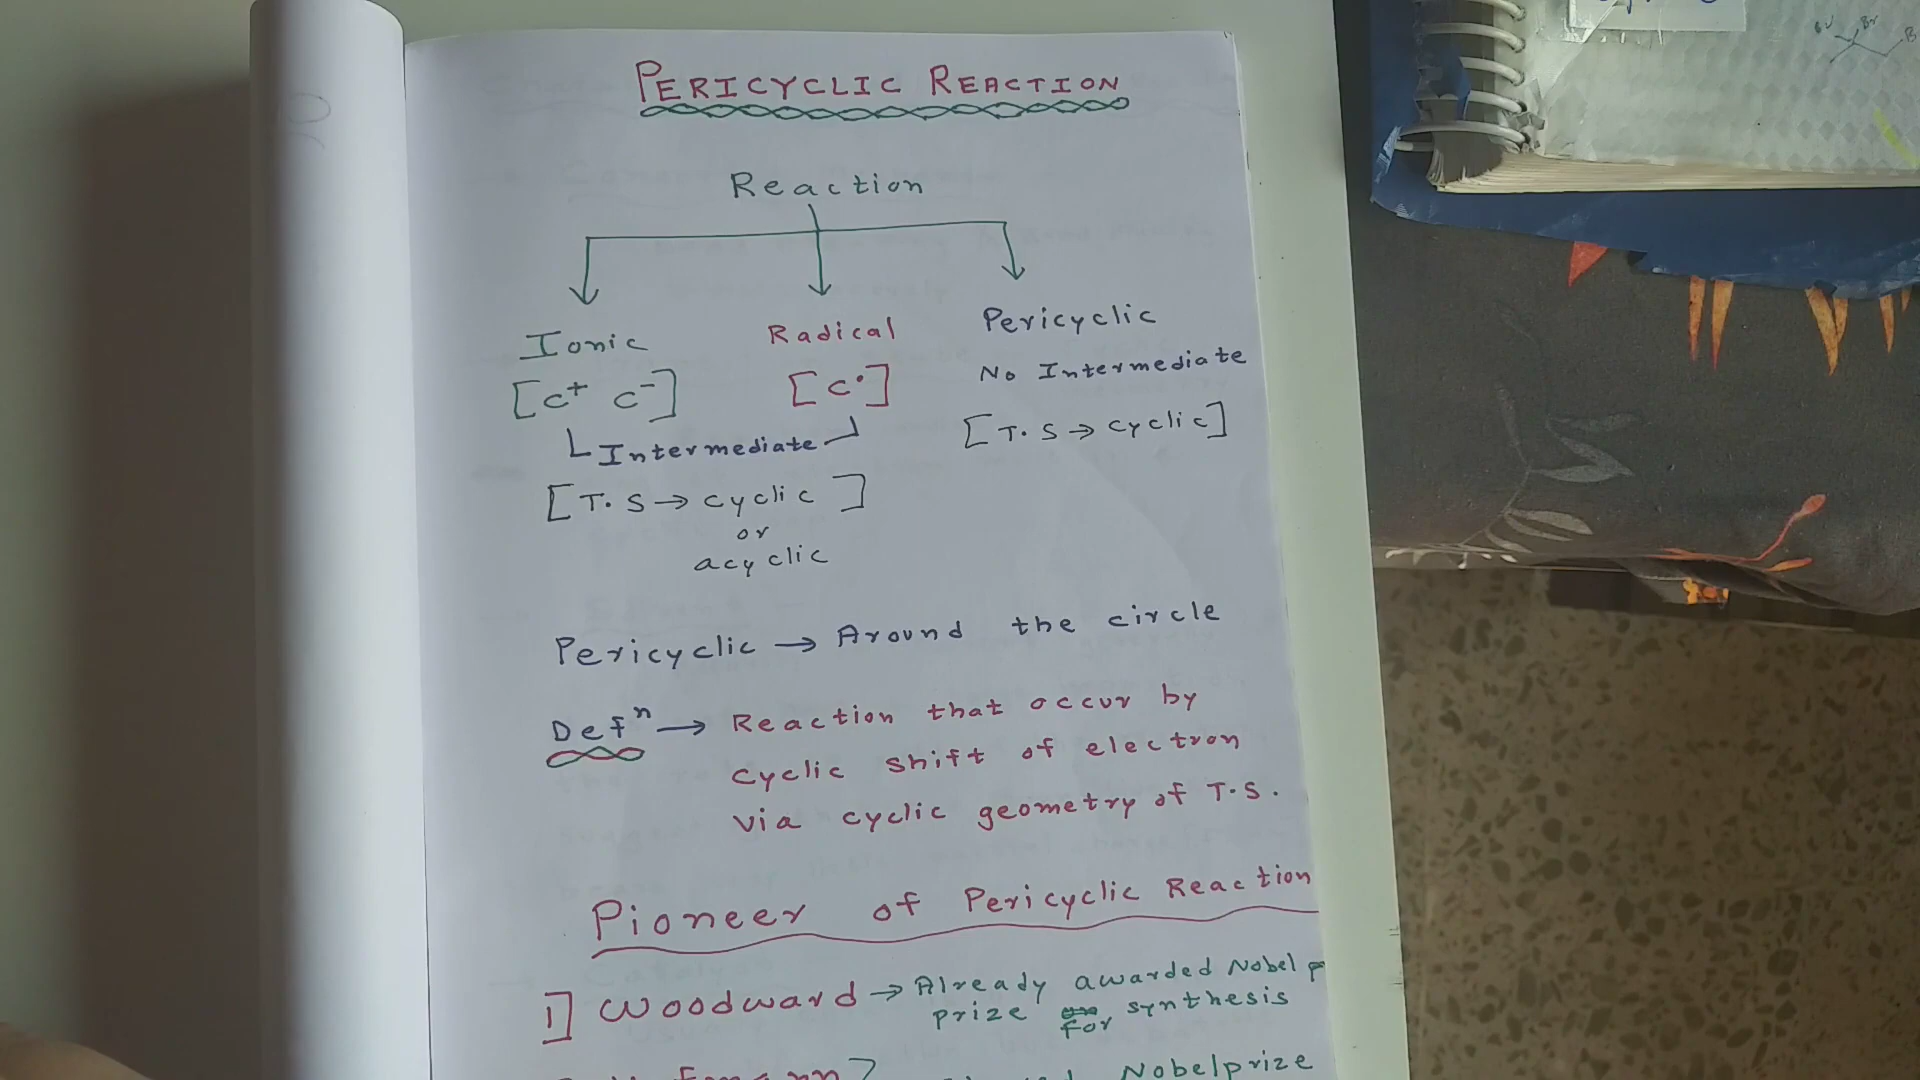 PERICYCLIC REACTION
Reaction
Ionic
[C⁺ C⁻]
Radical
[C•]
Intermediate
[T.S → cyclic]
or
acyclic
Pericyclic
No Intermediate
[T.S → cyclic]
Pericyclic → Around the circle
Defⁿ → Reaction that occur by
cyclic shift of electron
via cyclic geometry of T.S.
Pioneer of Pericyclic Reaction
1] Woodward → Already awarded Nobel p
prize for synthesis
Nobelprize
Br